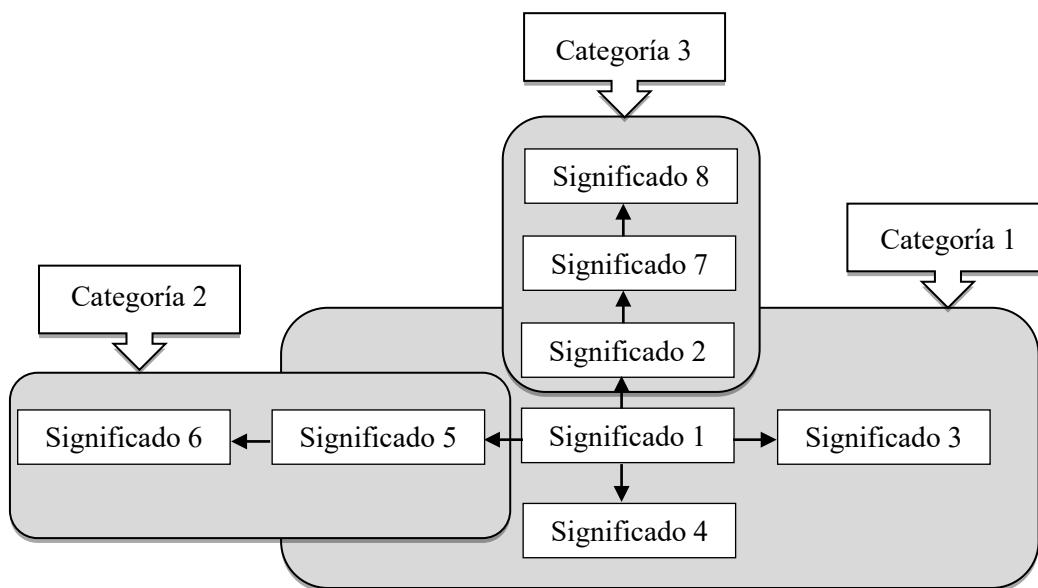 Categoría 3
Significado 8
Categoría 1
Significado 7
Categoría 2
Significado 2
Significado 6
Significado 5
Significado 1
Significado 3
Significado 4